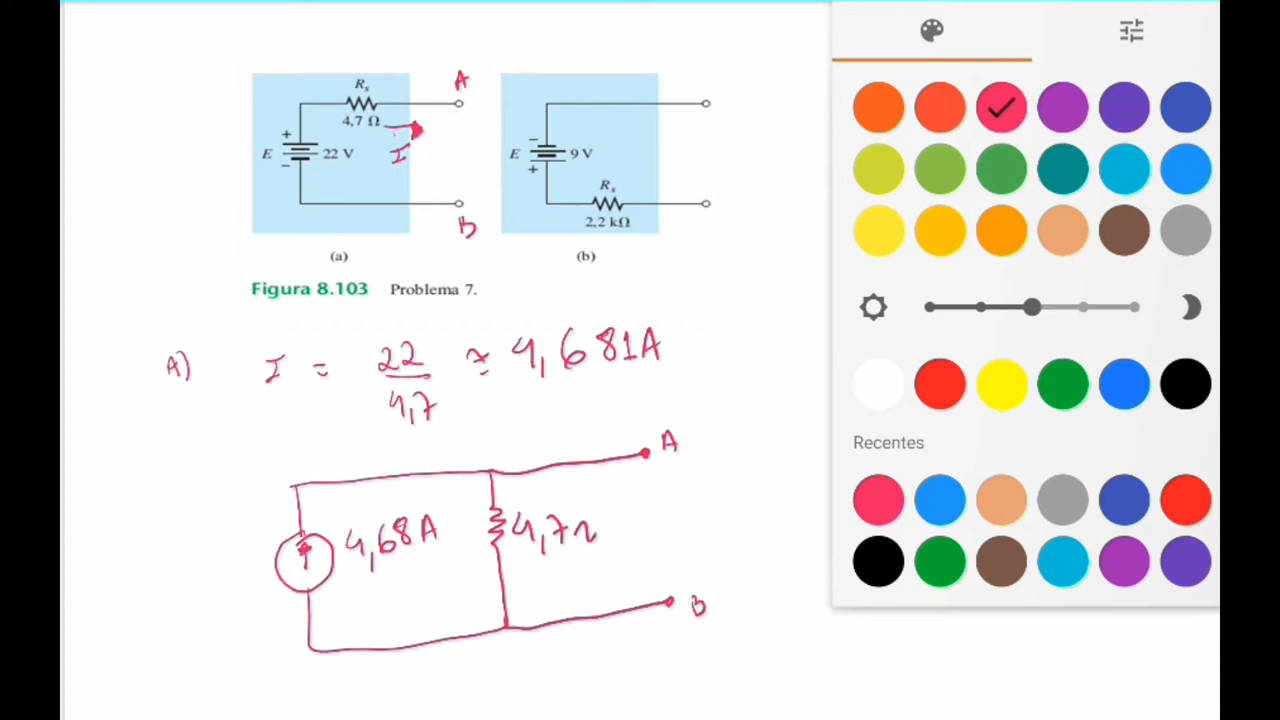 A
Rs
4,7 Ω
I
+
E
22 V
−
B
−
E
9 V
+
Rs
2,2 kΩ
(a)
(b)
Figura 8.103 Problema 7.
A) I = 22/4,7 ≅ 4,681A
A
4,68A
4,7Ω
B
Recentes